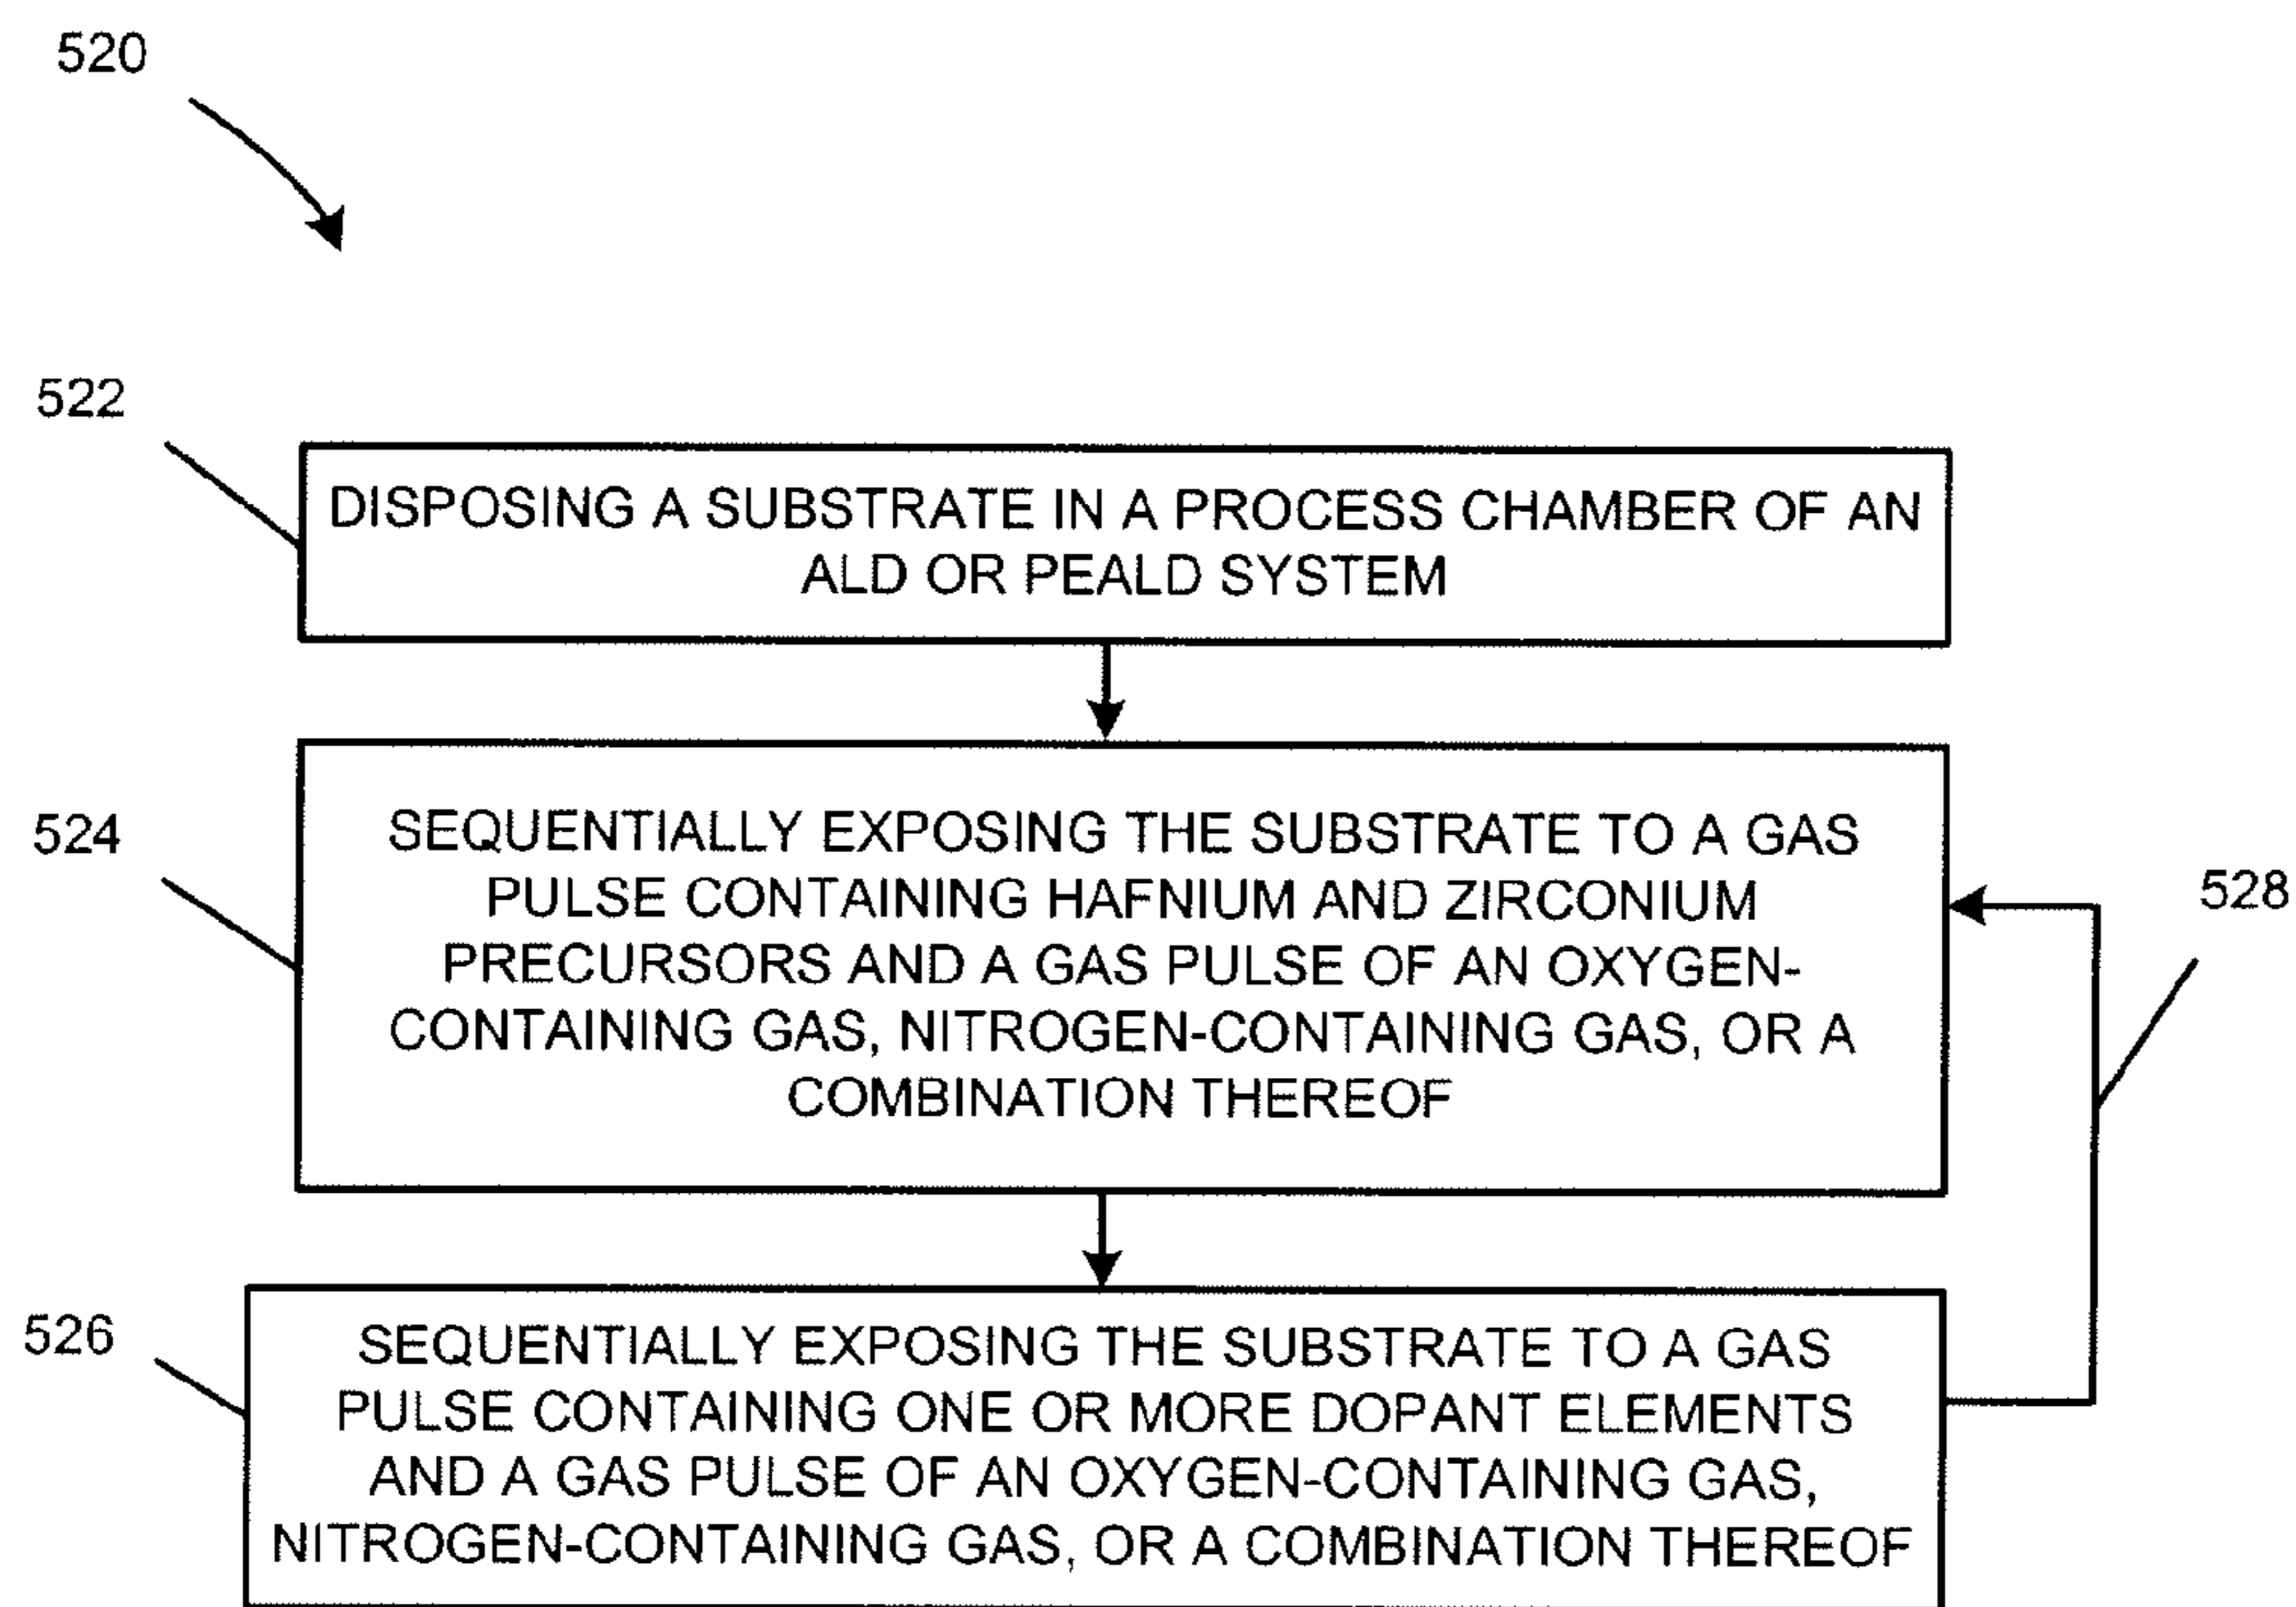 520
522
DISPOSING A SUBSTRATE IN A PROCESS CHAMBER OF AN
ALD OR PEALD SYSTEM
524
SEQUENTIALLY EXPOSING THE SUBSTRATE TO A GAS
PULSE CONTAINING HAFNIUM AND ZIRCONIUM
PRECURSORS AND A GAS PULSE OF AN OXYGEN-
CONTAINING GAS, NITROGEN-CONTAINING GAS, OR A
COMBINATION THEREOF
528
526
SEQUENTIALLY EXPOSING THE SUBSTRATE TO A GAS
PULSE CONTAINING ONE OR MORE DOPANT ELEMENTS
AND A GAS PULSE OF AN OXYGEN-CONTAINING GAS,
NITROGEN-CONTAINING GAS, OR A COMBINATION THEREOF